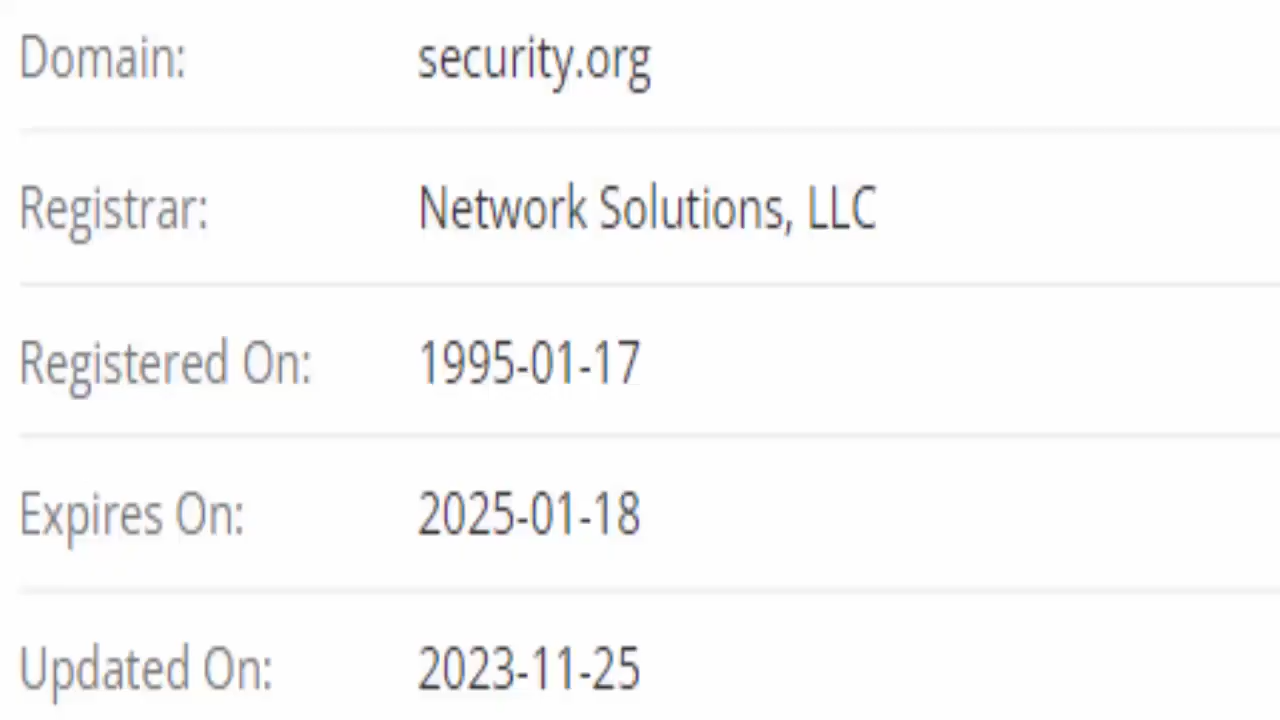 Domain: security.org
Registrar: Network Solutions, LLC
Registered On: 1995-01-17
Expires On: 2025-01-18
Updated On: 2023-11-25